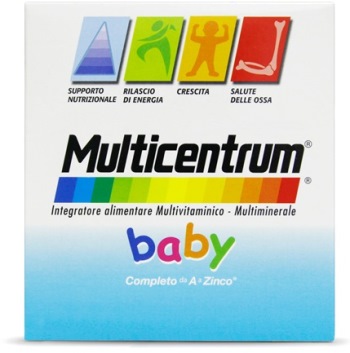 SUPPORTO NUTRIZIONALE
RILASCIO DI ENERGIA
CRESCITA
SALUTE DELLE OSSA
Multicentrum®
®
Integratore alimentare Multivitaminico - Multiminerale
baby
Completo da A a Zinco®